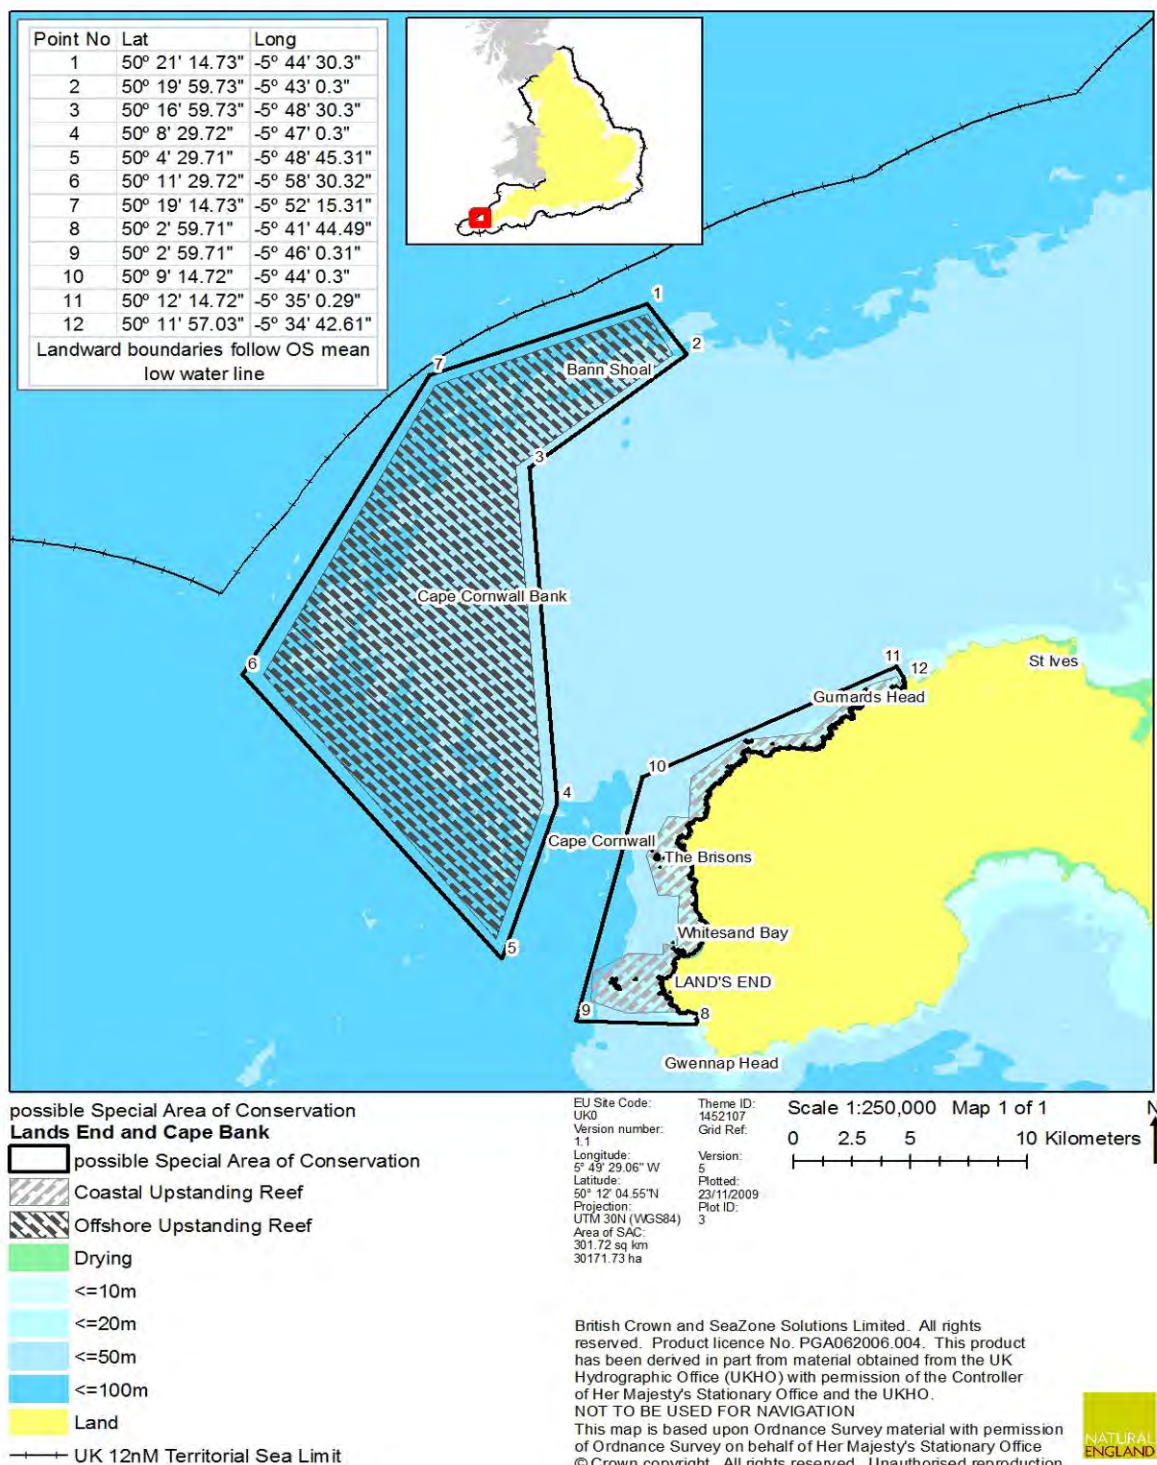 Point No Lat Long
1 50º 21' 14.73" -5º 44' 30.3"
2 50º 19' 59.73" -5º 43' 0.3"
3 50º 16' 59.73" -5º 48' 30.3"
4 50º 8' 29.72" -5º 47' 0.3"
5 50º 4' 29.71" -5º 48' 45.31"
6 50º 11' 29.72" -5º 58' 30.32"
7 50º 19' 14.73" -5º 52' 15.31"
8 50º 2' 59.71" -5º 41' 44.49"
9 50º 2' 59.71" -5º 46' 0.31"
10 50º 9' 14.72" -5º 44' 0.3"
11 50º 12' 14.72" -5º 35' 0.29"
12 50º 11' 57.03" -5º 34' 42.61"
Landward boundaries follow OS mean
low water line
1
2
7
Bann Shoal
3
Cape Cornwall Bank
6
11
12
St Ives
Gurnards Head
10
4
Cape Cornwall
The Brisons
Whitesand Bay
5
LAND'S END
9
8
Gwennap Head
possible Special Area of Conservation
Lands End and Cape Bank
possible Special Area of Conservation
Coastal Upstanding Reef
Offshore Upstanding Reef
Drying
<=10m
<=20m
<=50m
<=100m
Land
UK 12nM Territorial Sea Limit
EU Site Code:
UK0
Version number:
1.1
Longitude:
5° 49' 29.06" W
Latitude:
50° 12' 04.55"N
Projection:
UTM 30N (WGS84)
Area of SAC:
301.72 sq km
30171.73 ha
Theme ID:
1452107
Grid Ref:
Version:
5
Plotted:
23/11/2009
Plot ID:
3
Scale 1:250,000 Map 1 of 1
N
0 2.5 5 10 Kilometers
British Crown and SeaZone Solutions Limited. All rights
reserved. Product licence No. PGA062006.004. This product
has been derived in part from material obtained from the UK
Hydrographic Office (UKHO) with permission of the Controller
of Her Majesty's Stationary Office and the UKHO.
NOT TO BE USED FOR NAVIGATION
This map is based upon Ordnance Survey material with permission
of Ordnance Survey on behalf of Her Majesty's Stationary Office
© Crown copyright. All rights reserved. Unauthorised reproduction
NATURAL
ENGLAND